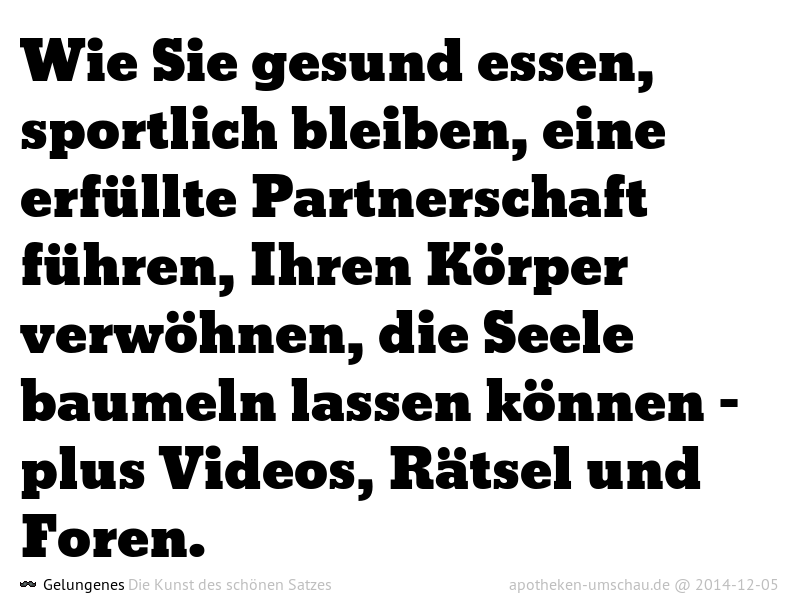 Wie Sie gesund essen,
sportlich bleiben, eine
erfüllte Partnerschaft
führen, Ihren Körper
verwöhnen, die Seele
baumeln lassen können -
plus Videos, Rätsel und
Foren.
Gelungenes Die Kunst des schönen Satzes
apotheken-umschau.de @ 2014-12-05